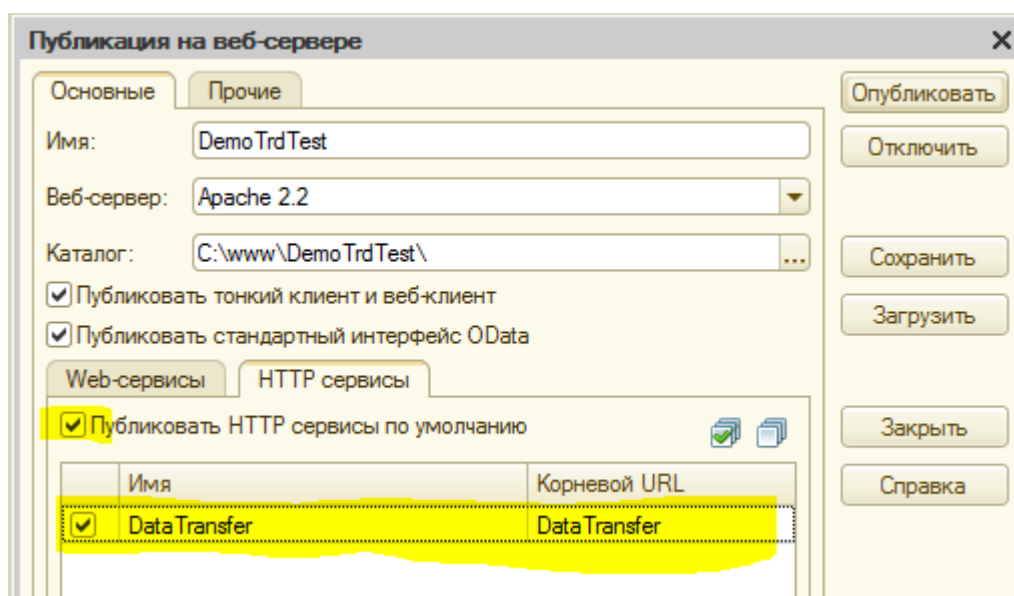 Публикация на веб-сервере
Основные Прочие Опубликовать
Имя: DemoTrdTest Отключить
Веб-сервер: Apache 2.2
Каталог: C:\www\DemoTrdTest\ ... Сохранить
Публиковать тонкий клиент и веб-клиент
Загрузить
Публиковать стандартный интерфейс OData
Web-сервисы HTTP сервисы
Публиковать HTTP сервисы по умолчанию Закрыть
Имя Корневой URL Справка
DataTransfer DataTransfer